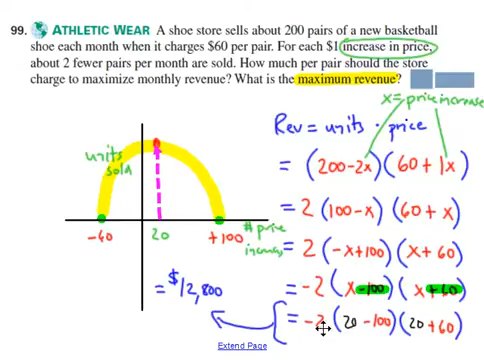 99. ATHLETIC WEAR A shoe store sells about 200 pairs of a new basketball
shoe each month when it charges $60 per pair. For each $1 increase in price,
about 2 fewer pairs per month are sold. How much per pair should the store
charge to maximize monthly revenue? What is the maximum revenue?
x = price increase
Rev = units · price
units
sold
= (200-2x)(60+1x)
= 2(100-x)(60+x)
-40
20
+100
# price
increases
= 2(-x+100)(x+60)
= -2(x-100)(x+60)
= $12,800
= -2(20-100)(20+60)
Extend Page